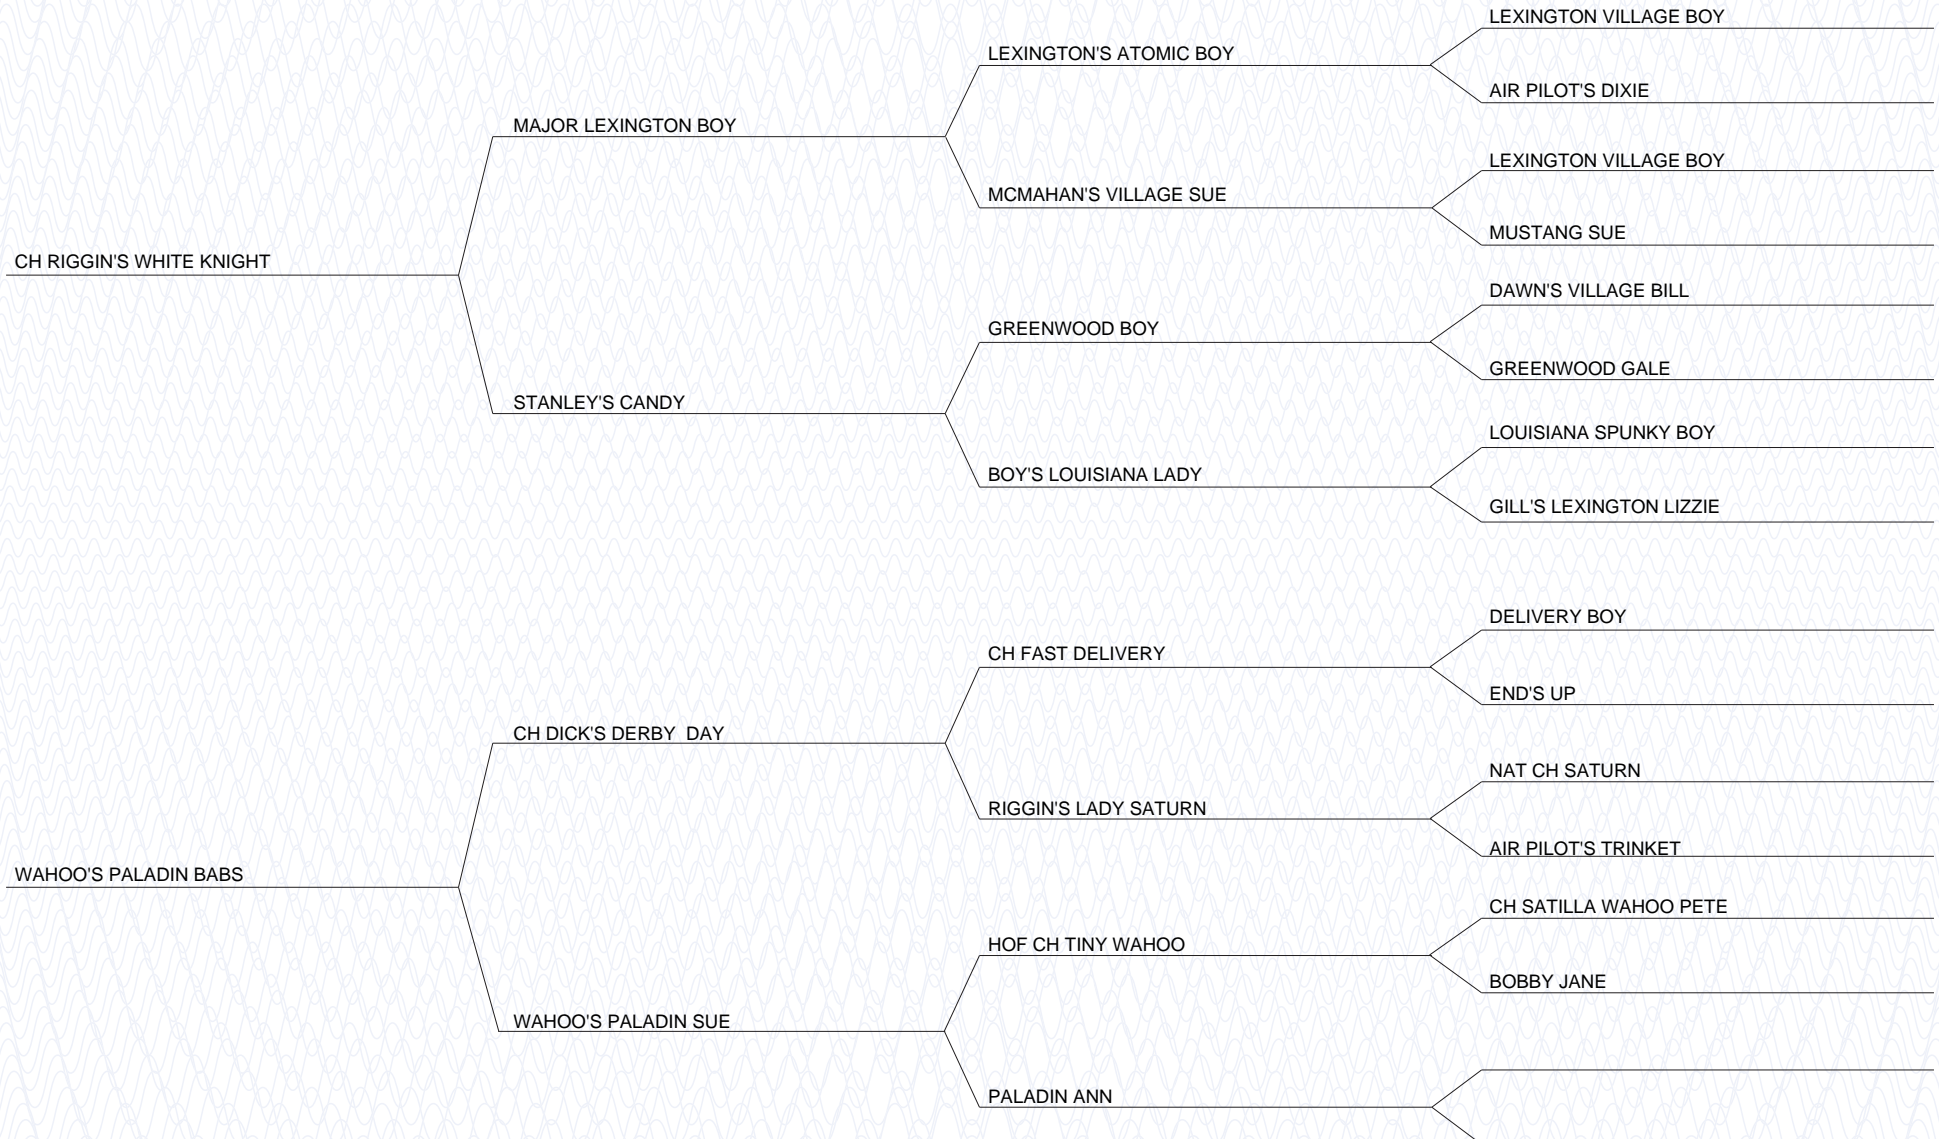 LEXINGTON VILLAGE BOY
LEXINGTON'S ATOMIC BOY
AIR PILOT'S DIXIE
MAJOR LEXINGTON BOY
LEXINGTON VILLAGE BOY
MCMAHAN'S VILLAGE SUE
MUSTANG SUE
CH RIGGIN'S WHITE KNIGHT
DAWN'S VILLAGE BILL
GREENWOOD BOY
GREENWOOD GALE
STANLEY'S CANDY
LOUISIANA SPUNKY BOY
BOY'S LOUISIANA LADY
GILL'S LEXINGTON LIZZIE
DELIVERY BOY
CH FAST DELIVERY
END'S UP
CH DICK'S DERBY  DAY
NAT CH SATURN
RIGGIN'S LADY SATURN
AIR PILOT'S TRINKET
WAHOO'S PALADIN BABS
CH SATILLA WAHOO PETE
HOF CH TINY WAHOO
BOBBY JANE
WAHOO'S PALADIN SUE
PALADIN ANN